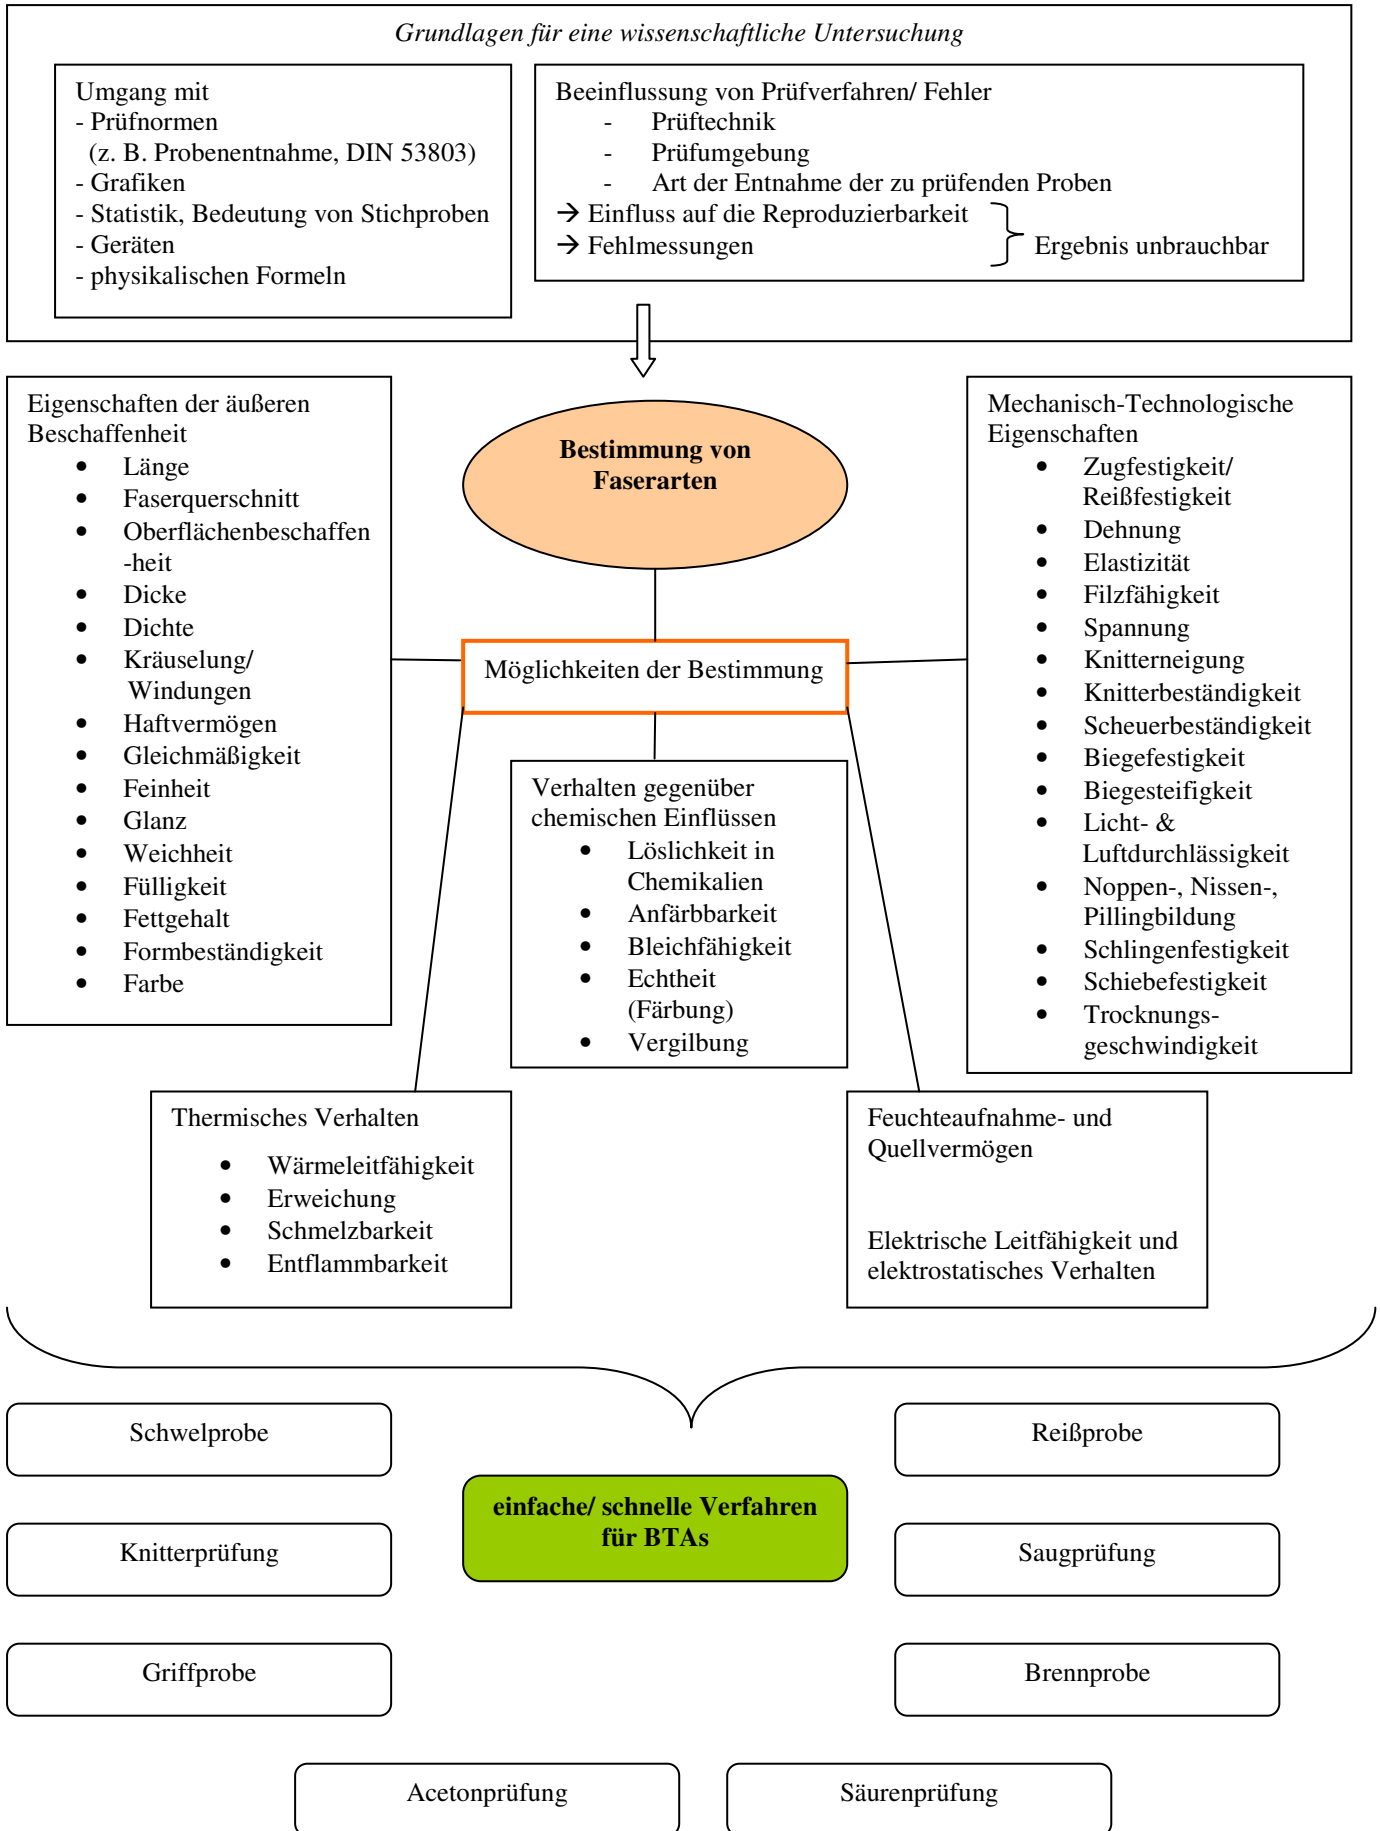 Grundlagen für eine wissenschaftliche Untersuchung
Umgang mit
- Prüfnormen
(z. B. Probenentnahme, DIN 53803)
- Grafiken
- Statistik, Bedeutung von Stichproben
- Geräten
- physikalischen Formeln
Beeinflussung von Prüfverfahren/ Fehler
- Prüftechnik
- Prüfumgebung
- Art der Entnahme der zu prüfenden Proben
→ Einfluss auf die Reproduzierbarkeit
→ Fehlmessungen
Ergebnis unbrauchbar
Eigenschaften der äußeren
Beschaffenheit
• Länge
• Faserquerschnitt
• Oberflächenbeschaffen
-heit
• Dicke
• Dichte
• Kräuselung/
Windungen
• Haftvermögen
• Gleichmäßigkeit
• Feinheit
• Glanz
• Weichheit
• Fülligkeit
• Fettgehalt
• Formbeständigkeit
• Farbe
Bestimmung von
Faserarten
Möglichkeiten der Bestimmung
Verhalten gegenüber
chemischen Einflüssen
• Löslichkeit in
Chemikalien
• Anfärbbarkeit
• Bleichfähigkeit
• Echtheit
(Färbung)
• Vergilbung
Mechanisch-Technologische
Eigenschaften
• Zugfestigkeit/
Reißfestigkeit
• Dehnung
• Elastizität
• Filzfähigkeit
• Spannung
• Knitterneigung
• Knitterbeständigkeit
• Scheuerbeständigkeit
• Biegefestigkeit
• Biegesteifigkeit
• Licht- &
Luftdurchlässigkeit
• Noppen-, Nissen-,
Pillingbildung
• Schlingenfestigkeit
• Schiebefestigkeit
• Trocknungs-
geschwindigkeit
Thermisches Verhalten
• Wärmeleitfähigkeit
• Erweichung
• Schmelzbarkeit
• Entflammbarkeit
Feuchteaufnahme- und
Quellvermögen
Elektrische Leitfähigkeit und
elektrostatisches Verhalten
Schwelprobe
Reißprobe
einfache/ schnelle Verfahren
für BTAs
Knitterprüfung
Saugprüfung
Griffprobe
Brennprobe
Acetonprüfung
Säurenprüfung